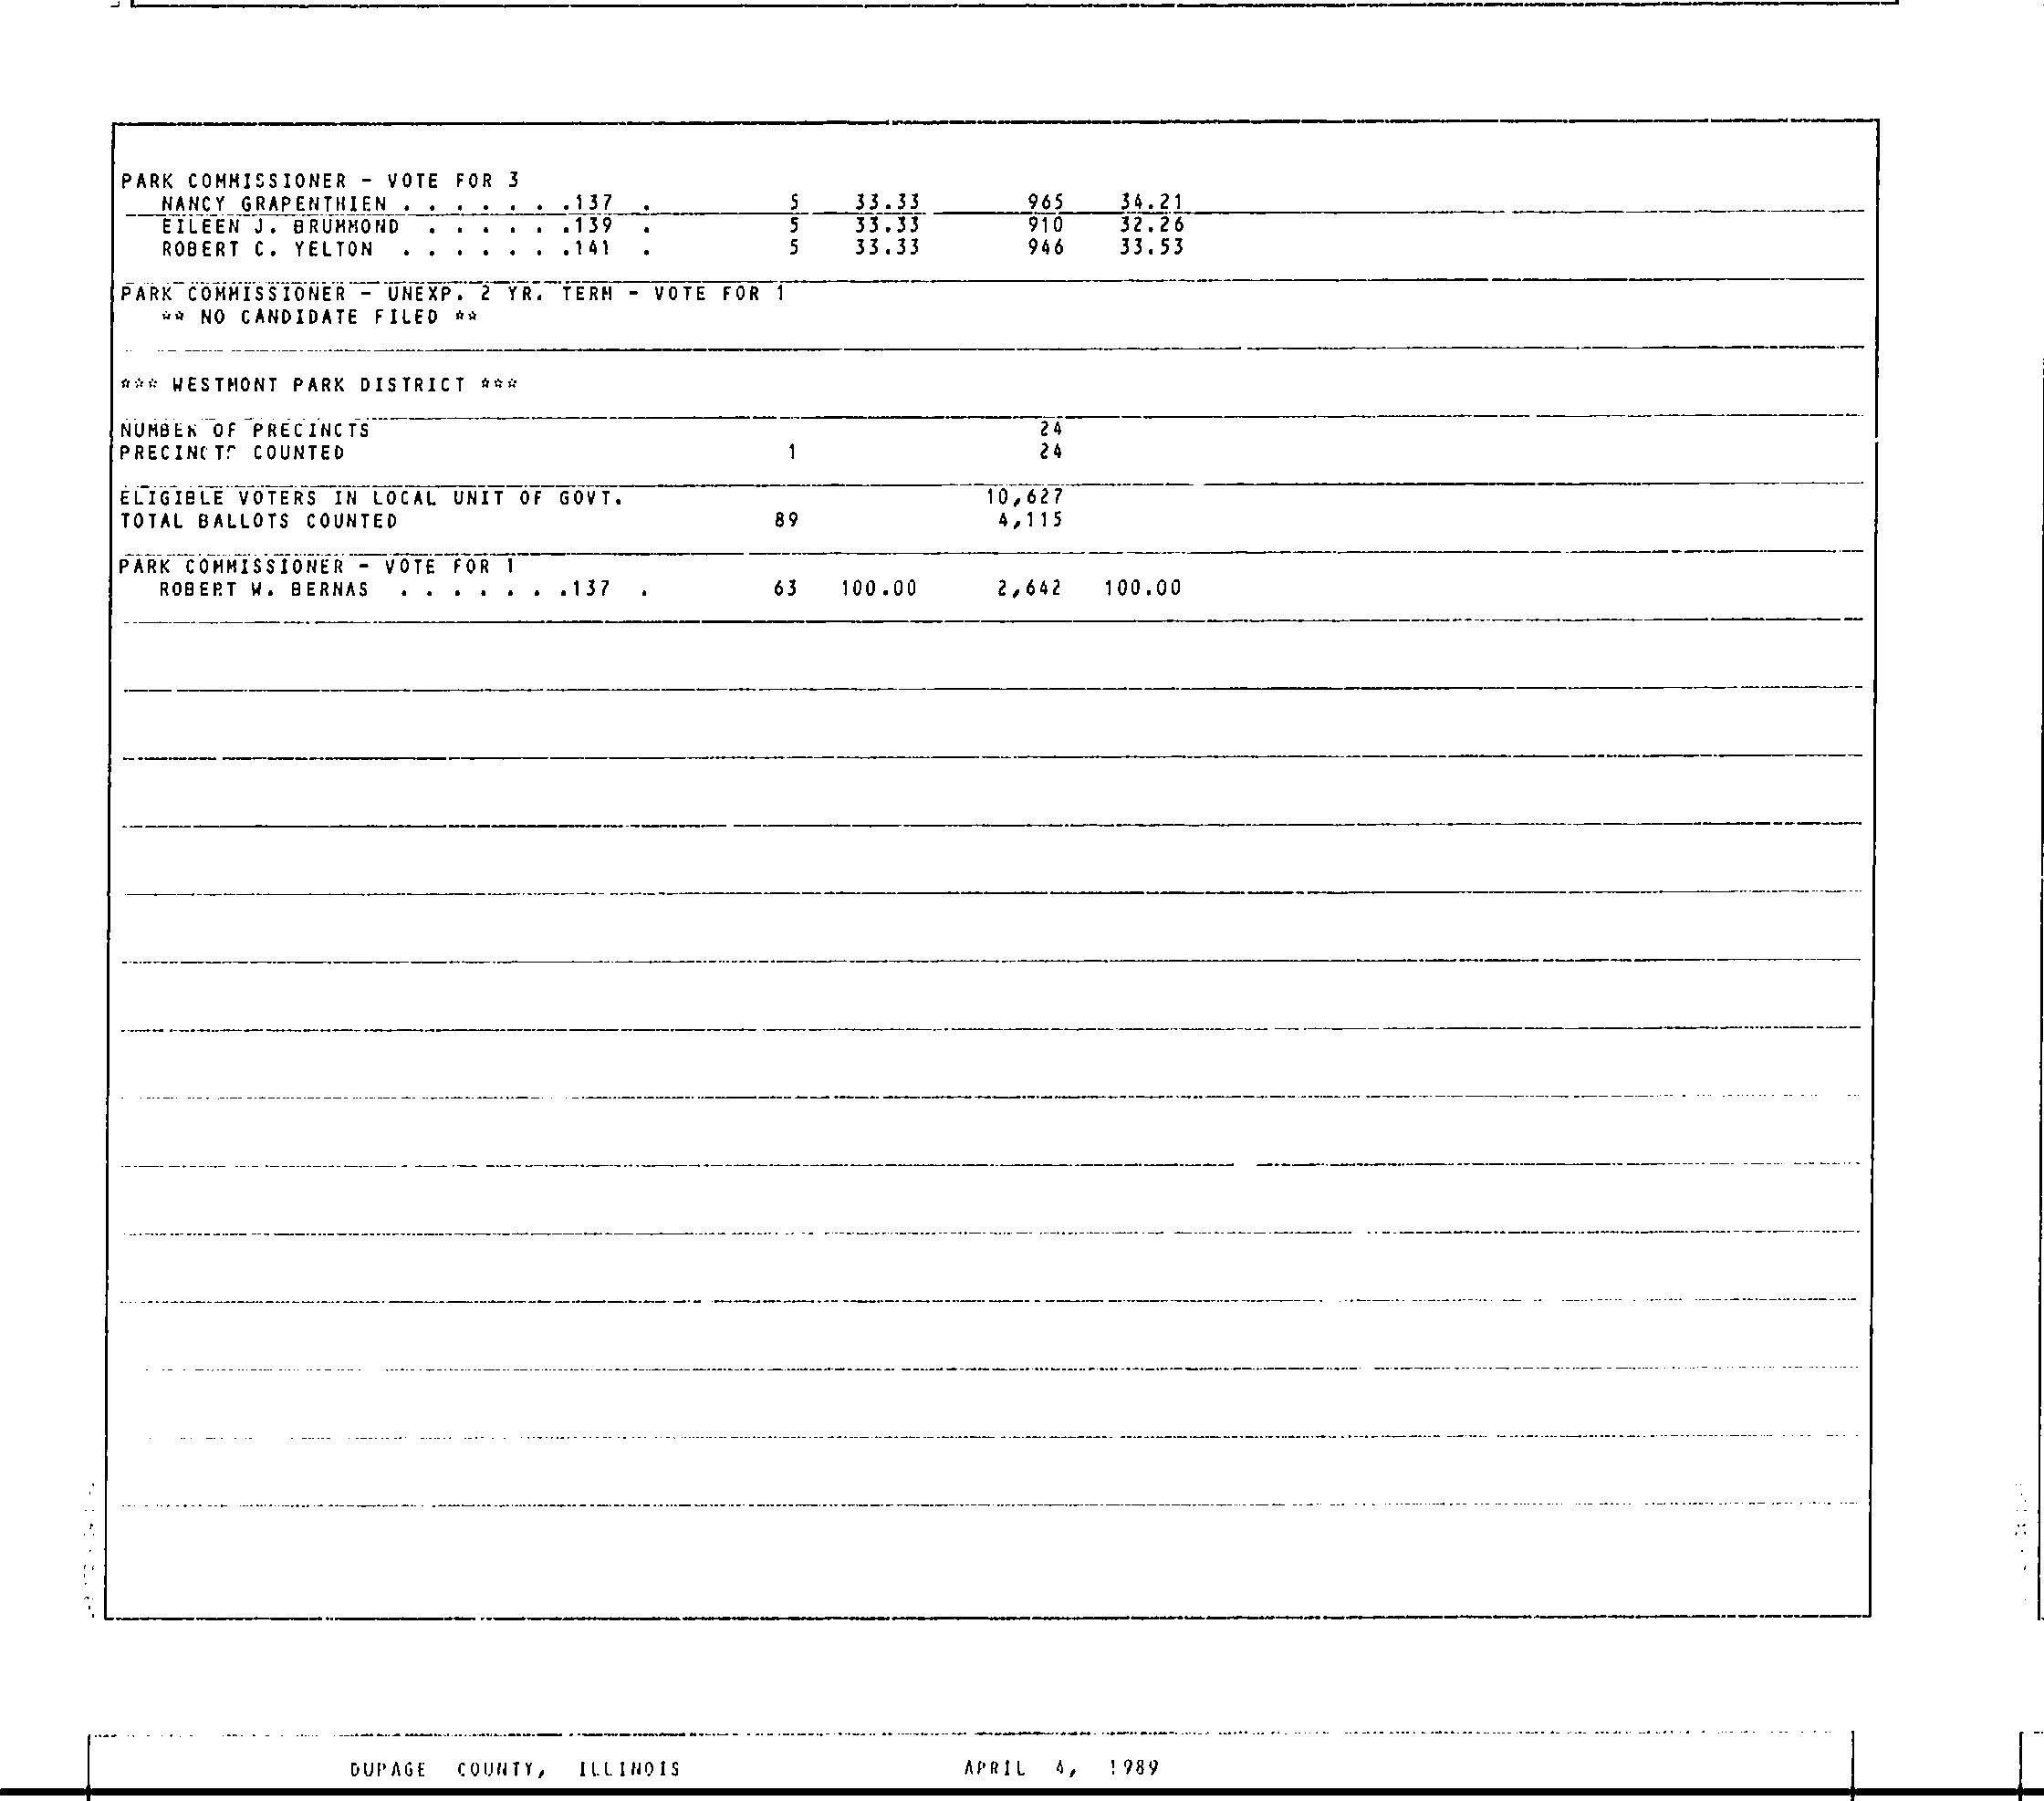 PARK COMMISSIONER - VOTE FOR 3
NANCY GRAPENTHIEN . . . . . . .137 . 5 33.33 965 34.21
EILEEN J. BRUMMOND . . . . . .139 . 5 33.33 910 32.26
ROBERT C. YELTON . . . . . . .141 . 5 33.33 946 33.53
PARK COMMISSIONER - UNEXP. 2 YR. TERM - VOTE FOR 1
** NO CANDIDATE FILED **
*** WESTMONT PARK DISTRICT ***
NUMBER OF PRECINCTS 24
PRECINCTS COUNTED 1 24
ELIGIBLE VOTERS IN LOCAL UNIT OF GOVT. 10,627
TOTAL BALLOTS COUNTED 89 4,115
PARK COMMISSIONER - VOTE FOR 1
ROBERT W. BERNAS . . . . . . .137 . 63 100.00 2,642 100.00
DUPAGE COUNTY, ILLINOIS APRIL 4, 1989